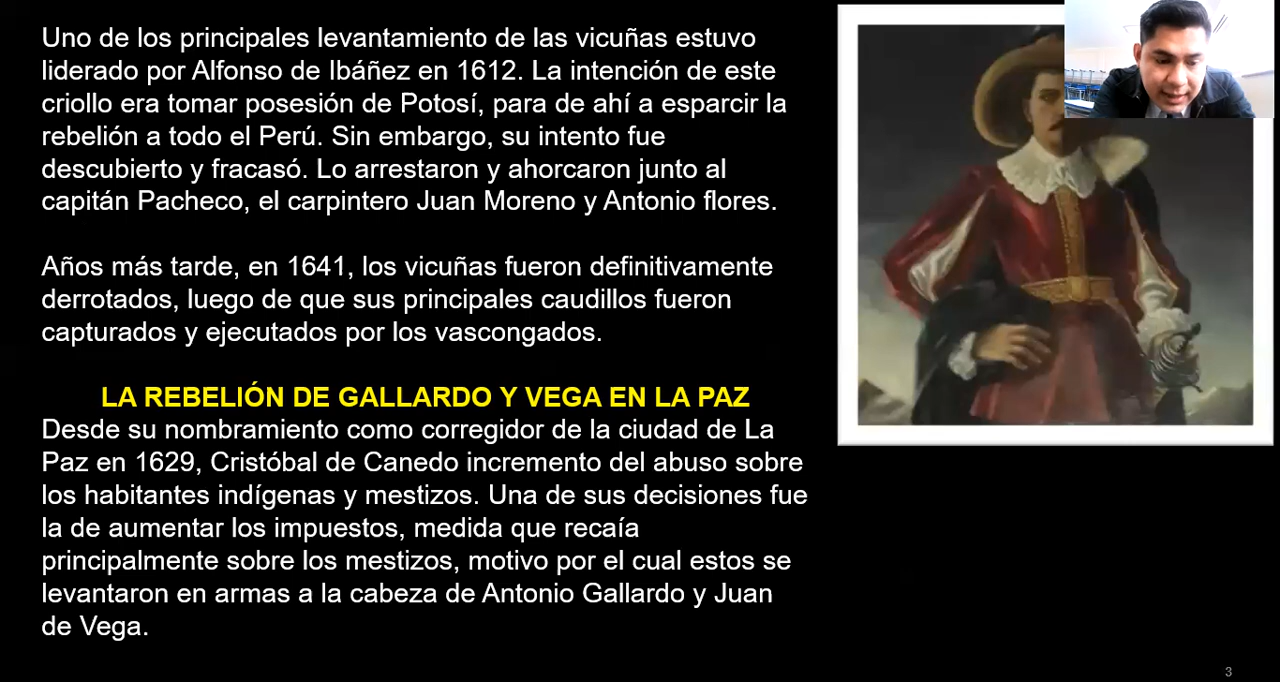 Uno de los principales levantamiento de las vicuñas estuvo
liderado por Alfonso de Ibáñez en 1612. La intención de este
criollo era tomar posesión de Potosí, para de ahí a esparcir la
rebelión a todo el Perú. Sin embargo, su intento fue
descubierto y fracasó. Lo arrestaron y ahorcaron junto al
capitán Pacheco, el carpintero Juan Moreno y Antonio flores.
Años más tarde, en 1641, los vicuñas fueron definitivamente
derrotados, luego de que sus principales caudillos fueron
capturados y ejecutados por los vascongados.
LA REBELIÓN DE GALLARDO Y VEGA EN LA PAZ
Desde su nombramiento como corregidor de la ciudad de La
Paz en 1629, Cristóbal de Canedo incremento del abuso sobre
los habitantes indígenas y mestizos. Una de sus decisiones fue
la de aumentar los impuestos, medida que recaía
principalmente sobre los mestizos, motivo por el cual estos se
levantaron en armas a la cabeza de Antonio Gallardo y Juan
de Vega.
3